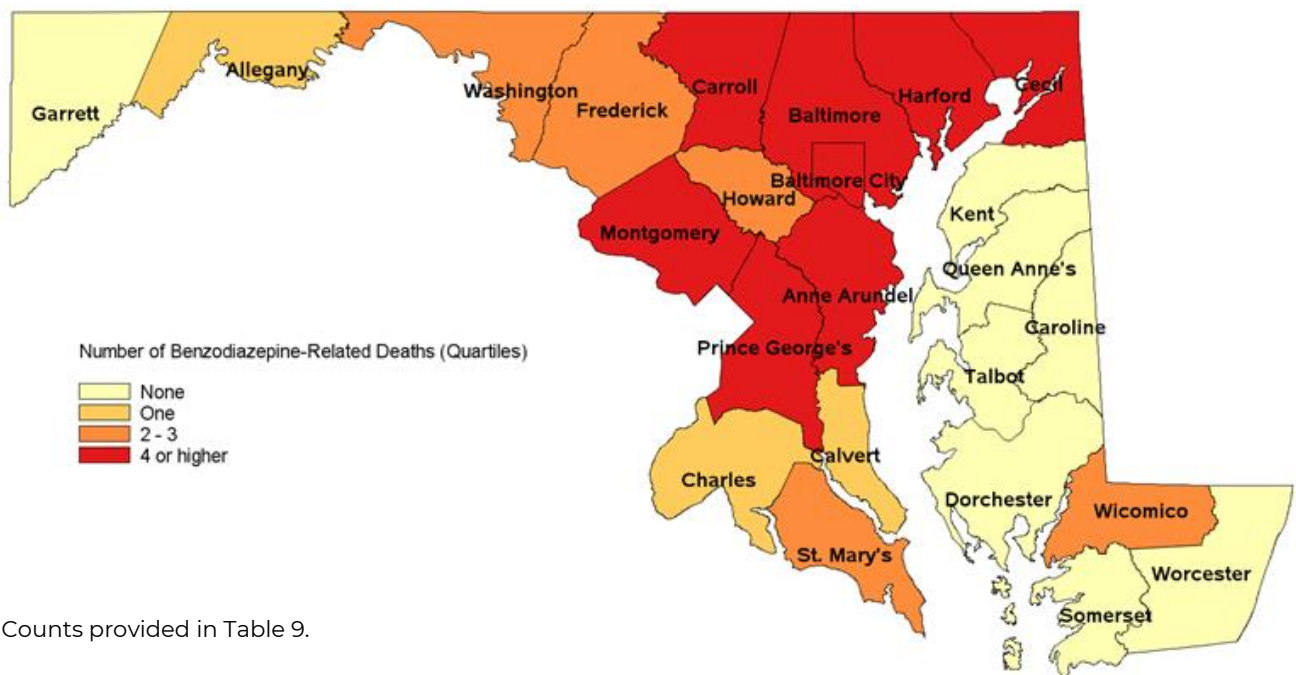 Garrett
Allegany
Washington
Frederick
Carroll
Baltimore
Harford
Cecil
Baltimore City
Howard
Montgomery
Kent
Queen Anne's
Anne Arundel
Caroline
Prince George's
Talbot
Number of Benzodiazepine-Related Deaths (Quartiles)
None
One
2 - 3
4 or higher
Charles
Calvert
Dorchester
Wicomico
St. Mary's
Worcester
Somerset
Counts provided in Table 9.